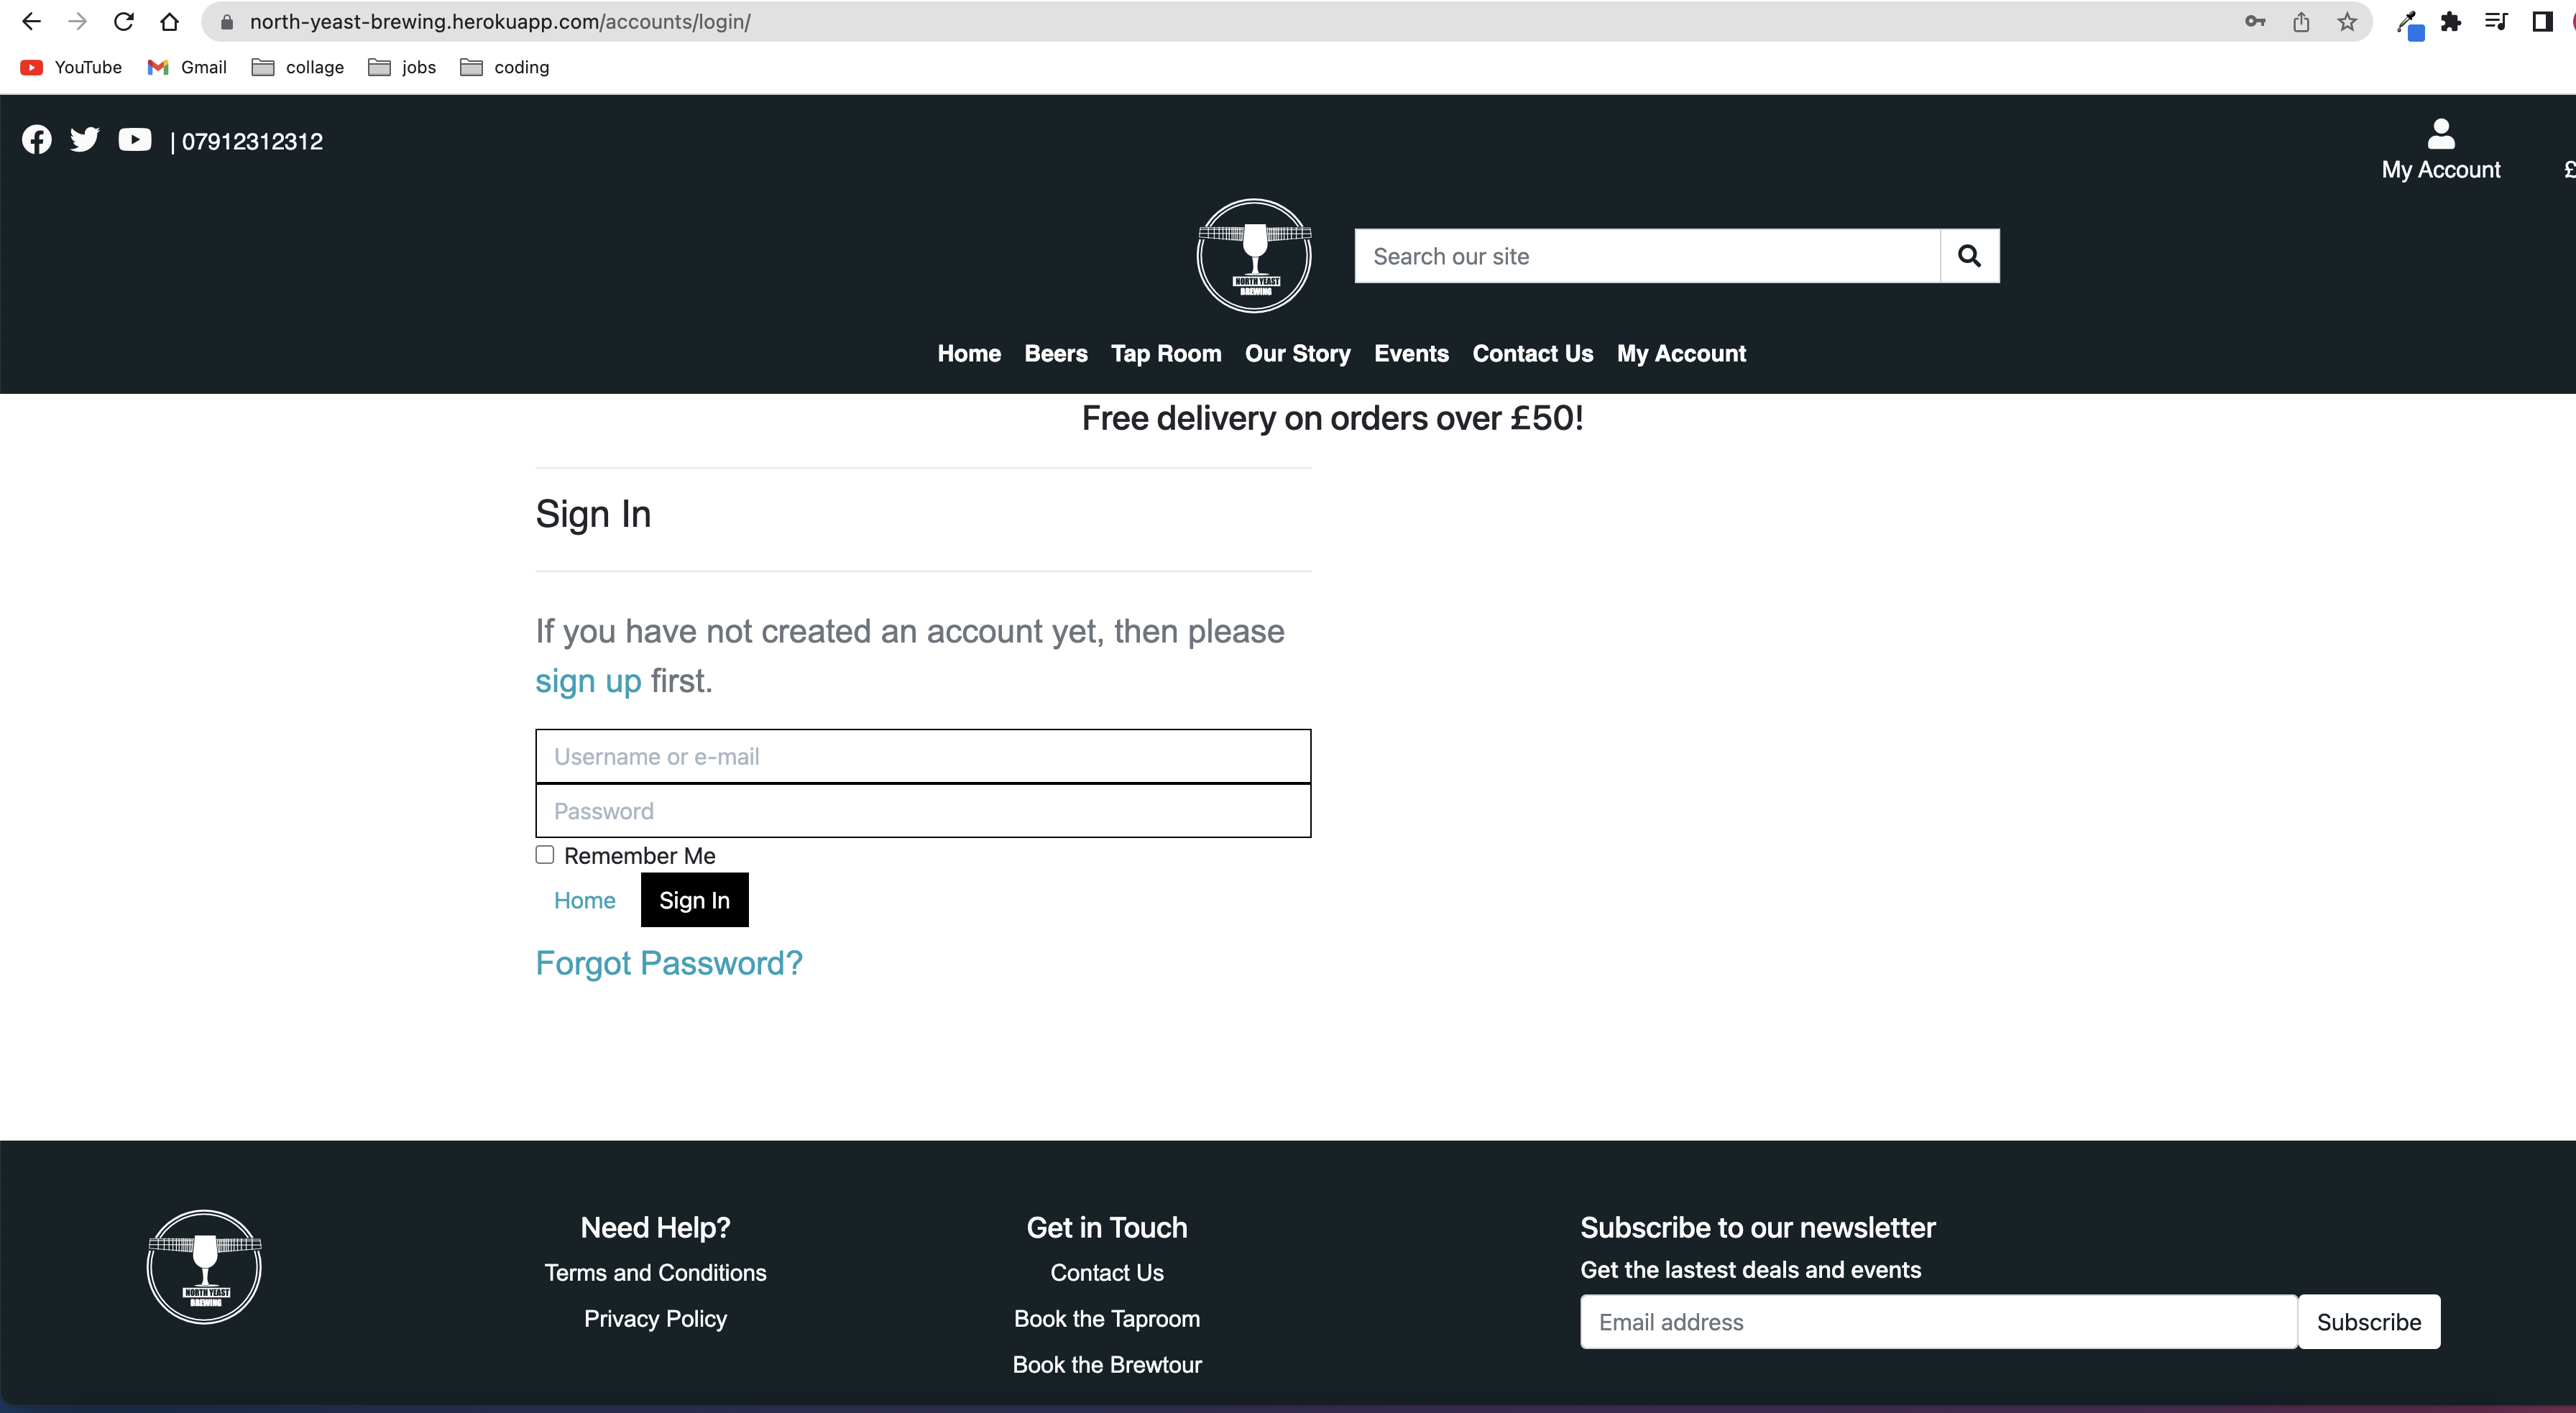 north-yeast-brewing.herokuapp.com/accounts/login/
YouTube Gmail collage jobs coding
| 07912312312
My Account £
NORTH YEAST
BREWING
Search our site
Home Beers Tap Room Our Story Events Contact Us My Account
Free delivery on orders over £50!
Sign In
If you have not created an account yet, then please
sign up first.
Username or e-mail
Password
Remember Me
Home Sign In
Forgot Password?
NORTH YEAST
BREWING
Need Help?
Terms and Conditions
Privacy Policy
Get in Touch
Contact Us
Book the Taproom
Book the Brewtour
Subscribe to our newsletter
Get the lastest deals and events
Email address Subscribe